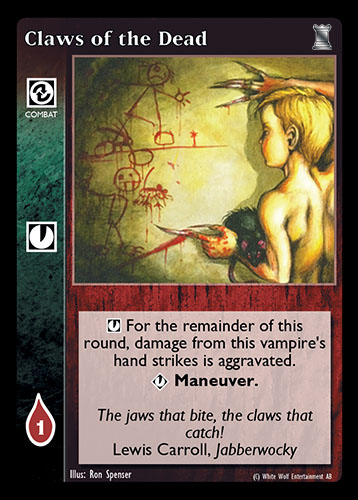 Claws of the Dead
COMBAT
For the remainder of this
round, damage from this vampire's
hand strikes is aggravated.
Maneuver.
The jaws that bite, the claws that
catch!
Lewis Carroll, Jabberwocky
1
Illus: Ron Spenser
(C) White Wolf Entertainment AB